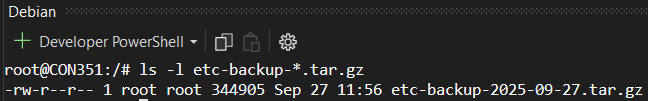 Debian
Developer PowerShell
root@CON351:/# ls -l etc-backup-*.tar.gz
-rw-r--r-- 1 root root 344905 Sep 27 11:56 etc-backup-2025-09-27.tar.gz